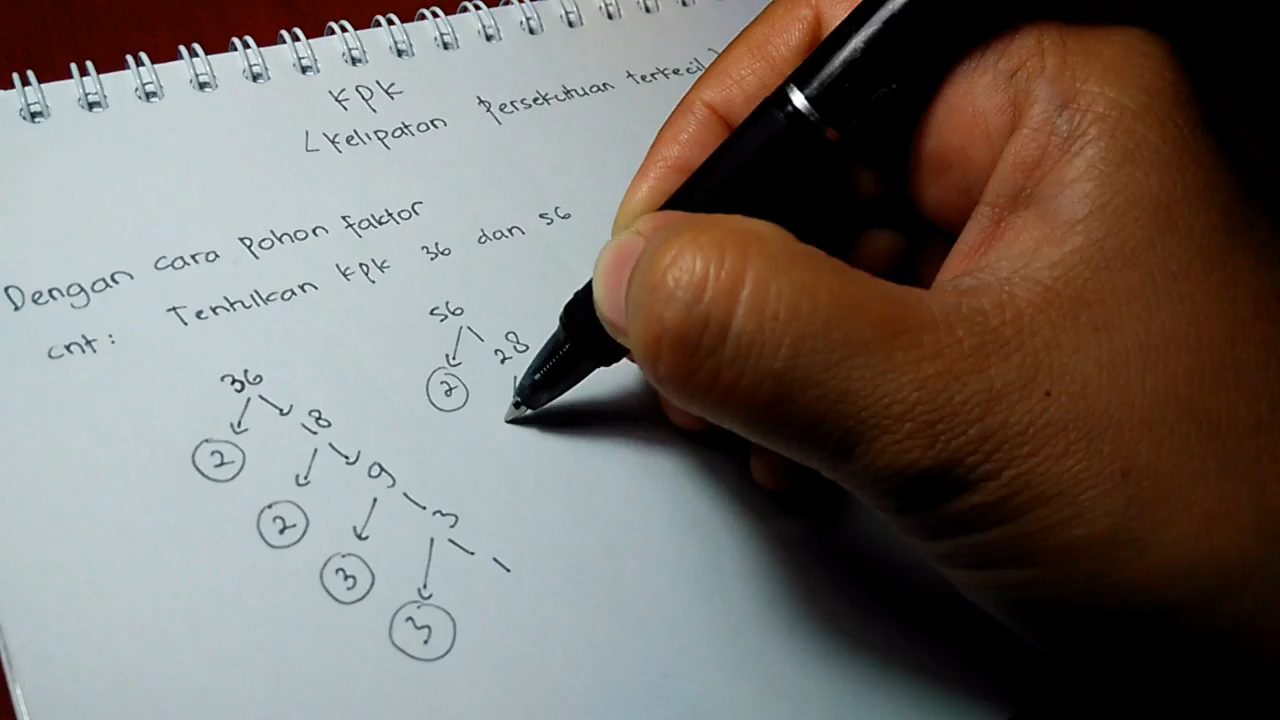 KPK
(Kelipatan Persekutuan terkecil)
Dengan cara Pohon faktor
cnt: Tentukan KPK 36 dan 56
56
2 28
36
2 18
2 9
3 3
3 1